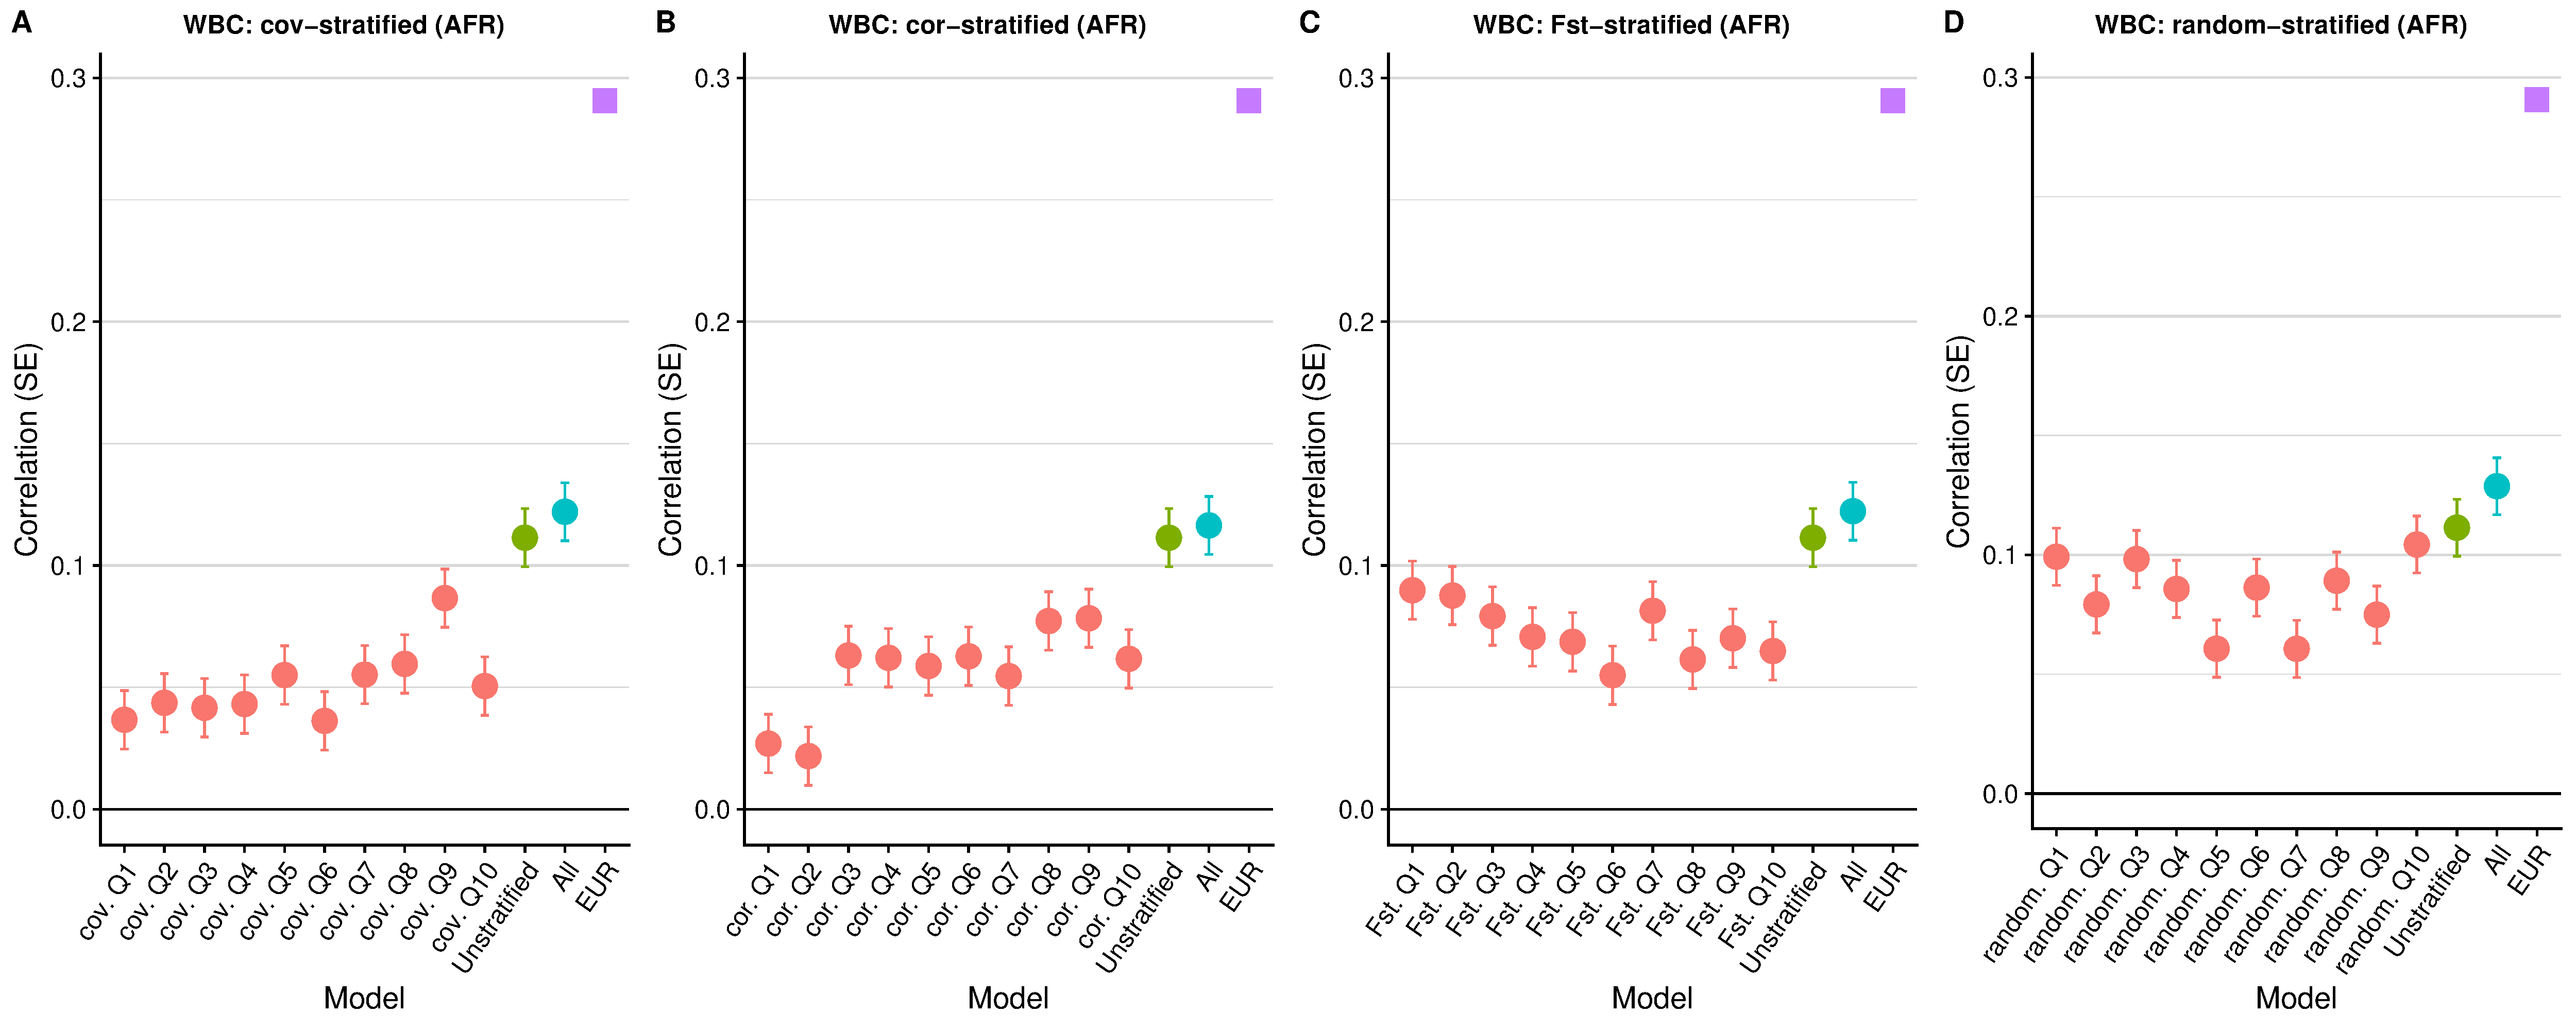 A
WBC: cov−stratified (AFR)
Correlation (SE)
0.3
0.2
0.1
0.0
cov. Q1
cov. Q2
cov. Q3
cov. Q4
cov. Q5
cov. Q6
cov. Q7
cov. Q8
cov. Q9
cov. Q10
Unstratified
All
EUR
Model
B
WBC: cor−stratified (AFR)
Correlation (SE)
0.3
0.2
0.1
0.0
cor. Q1
cor. Q2
cor. Q3
cor. Q4
cor. Q5
cor. Q6
cor. Q7
cor. Q8
cor. Q9
cor. Q10
Unstratified
All
EUR
Model
C
WBC: Fst−stratified (AFR)
Correlation (SE)
0.3
0.2
0.1
0.0
Fst. Q1
Fst. Q2
Fst. Q3
Fst. Q4
Fst. Q5
Fst. Q6
Fst. Q7
Fst. Q8
Fst. Q9
Fst. Q10
Unstratified
All
EUR
Model
D
WBC: random−stratified (AFR)
Correlation (SE)
0.3
0.2
0.1
0.0
random. Q1
random. Q2
random. Q3
random. Q4
random. Q5
random. Q6
random. Q7
random. Q8
random. Q9
random. Q10
Unstratified
All
EUR
Model